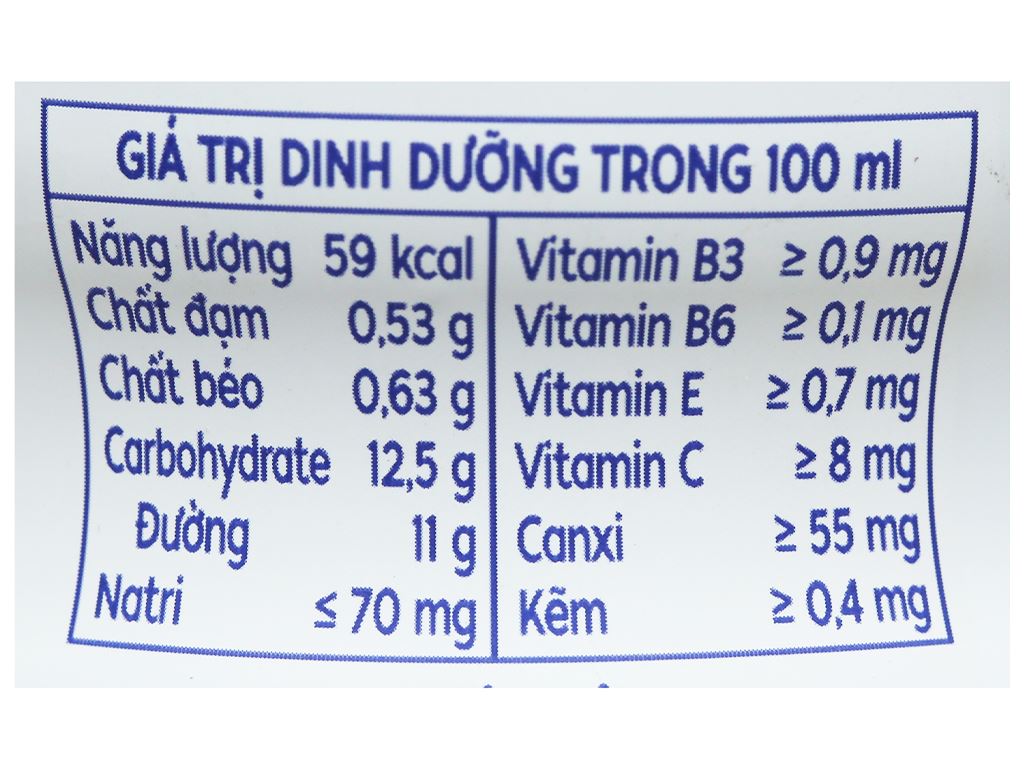 GIÁ TRỊ DINH DƯỠNG TRONG 100 ml
Năng lượng 59 kcal
Chất đạm 0,53 g
Chất béo 0,63 g
Carbohydrate 12,5 g
Đường 11 g
Natri ≤ 70 mg
Vitamin B3 ≥ 0,9 mg
Vitamin B6 ≥ 0,1 mg
Vitamin E ≥ 0,7 mg
Vitamin C ≥ 8 mg
Canxi ≥ 55 mg
Kẽm ≥ 0,4 mg